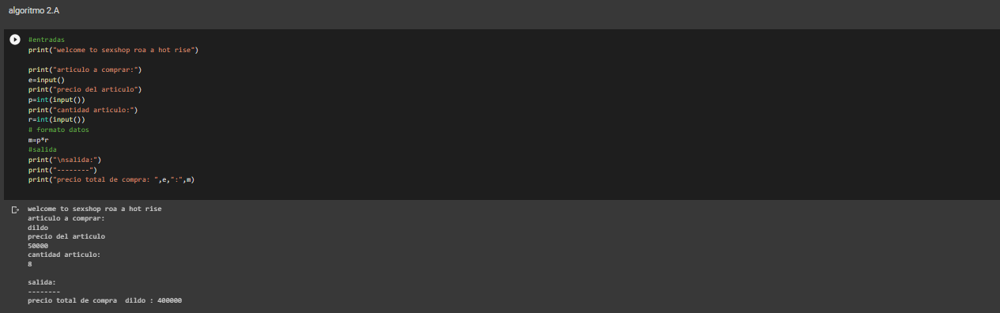 algoritmo 2.A
#entradas
print("welcome to sexshop roa a hot rise")
print("articulo a comprar:")
e=input()
print("precio del articulo")
p=int(input())
print("cantidad articulo:")
r=int(input())
# formato datos
m=p*r
#salida
print("\nsalida:")
print("--------")
print("precio total de compra: ",e,":",m)
welcome to sexshop roa a hot rise
articulo a comprar:
dildo
precio del articulo
50000
cantidad articulo:
8
salida:
--------
precio total de compra  dildo : 400000